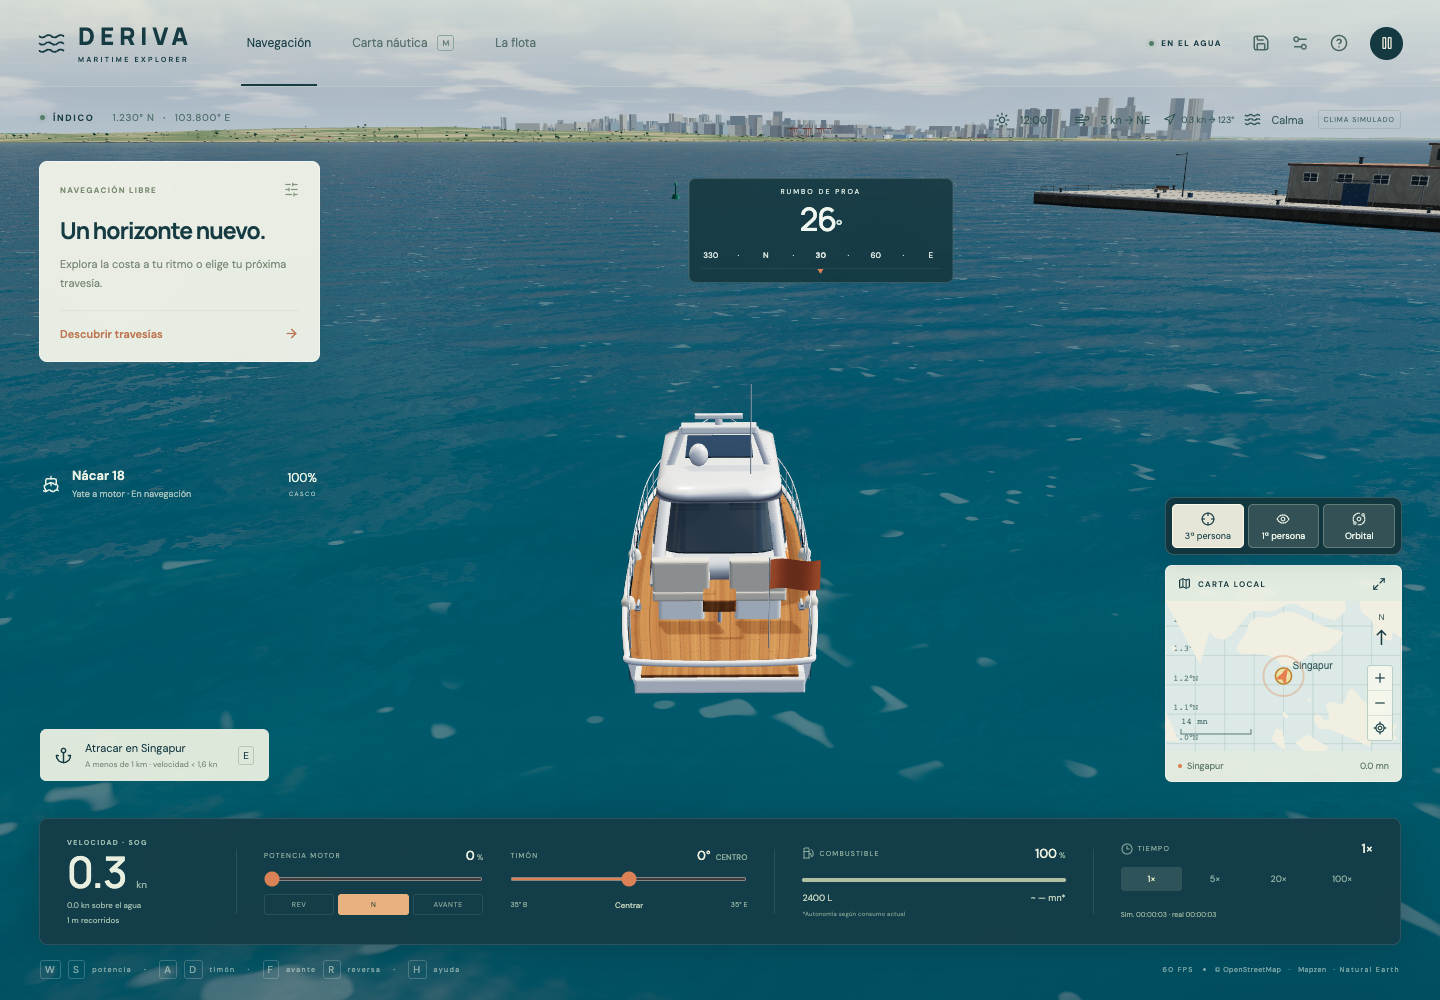 DERIVA
MARITIME EXPLORER
Navegación
Carta náutica M
La flota
EN EL AGUA
ÍNDICO 1.230° N · 103.800° E
12:00
5 kn → NE
0.3 kn → 123°
Calma
CLIMA SIMULADO
NAVEGACIÓN LIBRE
Un horizonte nuevo.
Explora la costa a tu ritmo o elige tu próxima
travesía.
Descubrir travesías →
RUMBO DE PROA
26°
330 · N · 30 · 60 · E
Nácar 18
Yate a motor · En navegación
100%
CASCO
3ª persona
1ª persona
Orbital
CARTA LOCAL
N
1.3°
Singapur
1.2°N
1.1°N
14 mn
.0°N
Singapur 0.0 mn
Atracar en Singapur
A menos de 1 km · velocidad < 1,6 kn
E
VELOCIDAD · SOG
0.3 kn
0.0 kn sobre el agua
1 m recorridos
POTENCIA MOTOR 0 %
REV N AVANTE
TIMÓN 0° CENTRO
35° B Centrar 35° E
COMBUSTIBLE 100 %
2400 L ~ — mn*
*Autonomía según consumo actual
TIEMPO 1×
1× 5× 20× 100×
Sim. 00:00:03 · real 00:00:03
W S potencia · A D timón · F avante R reversa · H ayuda
60 FPS • © OpenStreetMap · Mapzen · Natural Earth